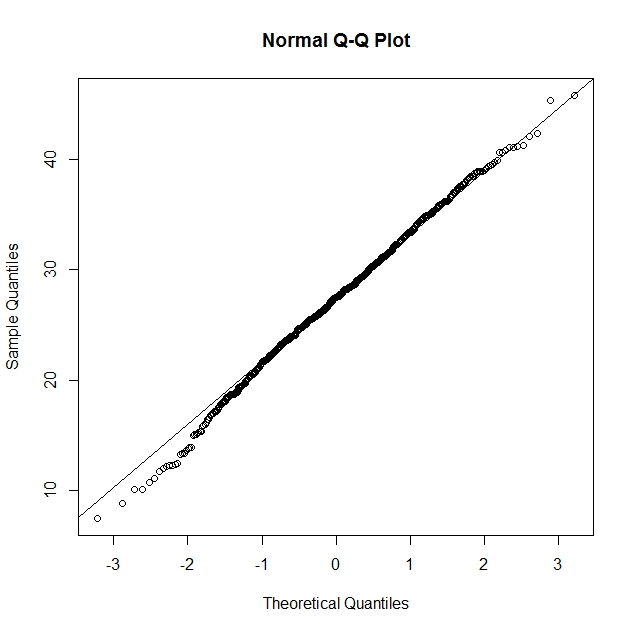 Normal Q-Q Plot
Sample Quantiles
40
30
20
10
-3 -2 -1 0 1 2 3
Theoretical Quantiles